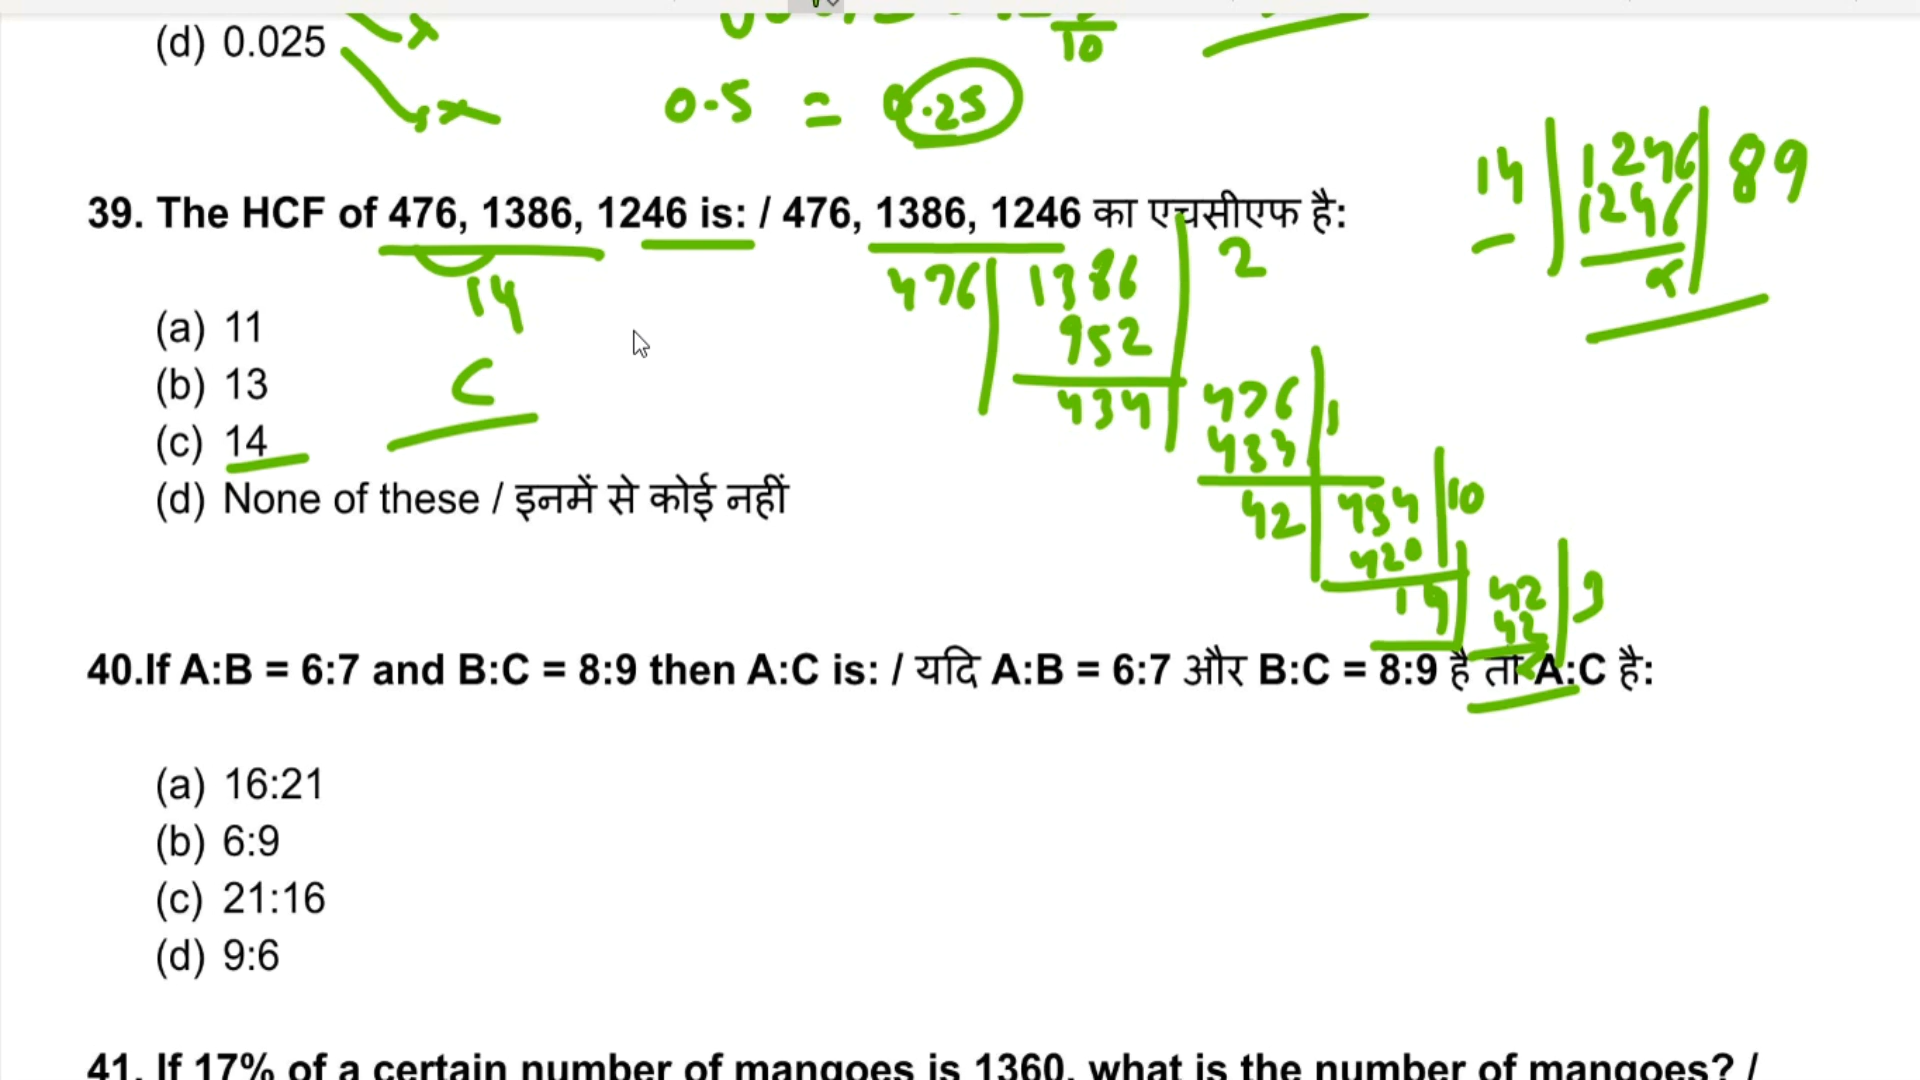 (d) 0.025
10
0.5 = 0.25
14 1246 89
1246
39. The HCF of 476, 1386, 1246 is: / 476, 1386, 1246 का एचसीएफ है:
14
476 1386 2
952
434
(a) 11
(b) 13
C
(c) 14
476 1
42 434 10
420
14 42 3
42
(d) None of these / इनमें से कोई नहीं
40.If A:B = 6:7 and B:C = 8:9 then A:C is: / यदि A:B = 6:7 और B:C = 8:9 है तो A:C है:
(a) 16:21
(b) 6:9
(c) 21:16
(d) 9:6
41. If 17% of a certain number of mangoes is 1360, what is the number of mangoes? /